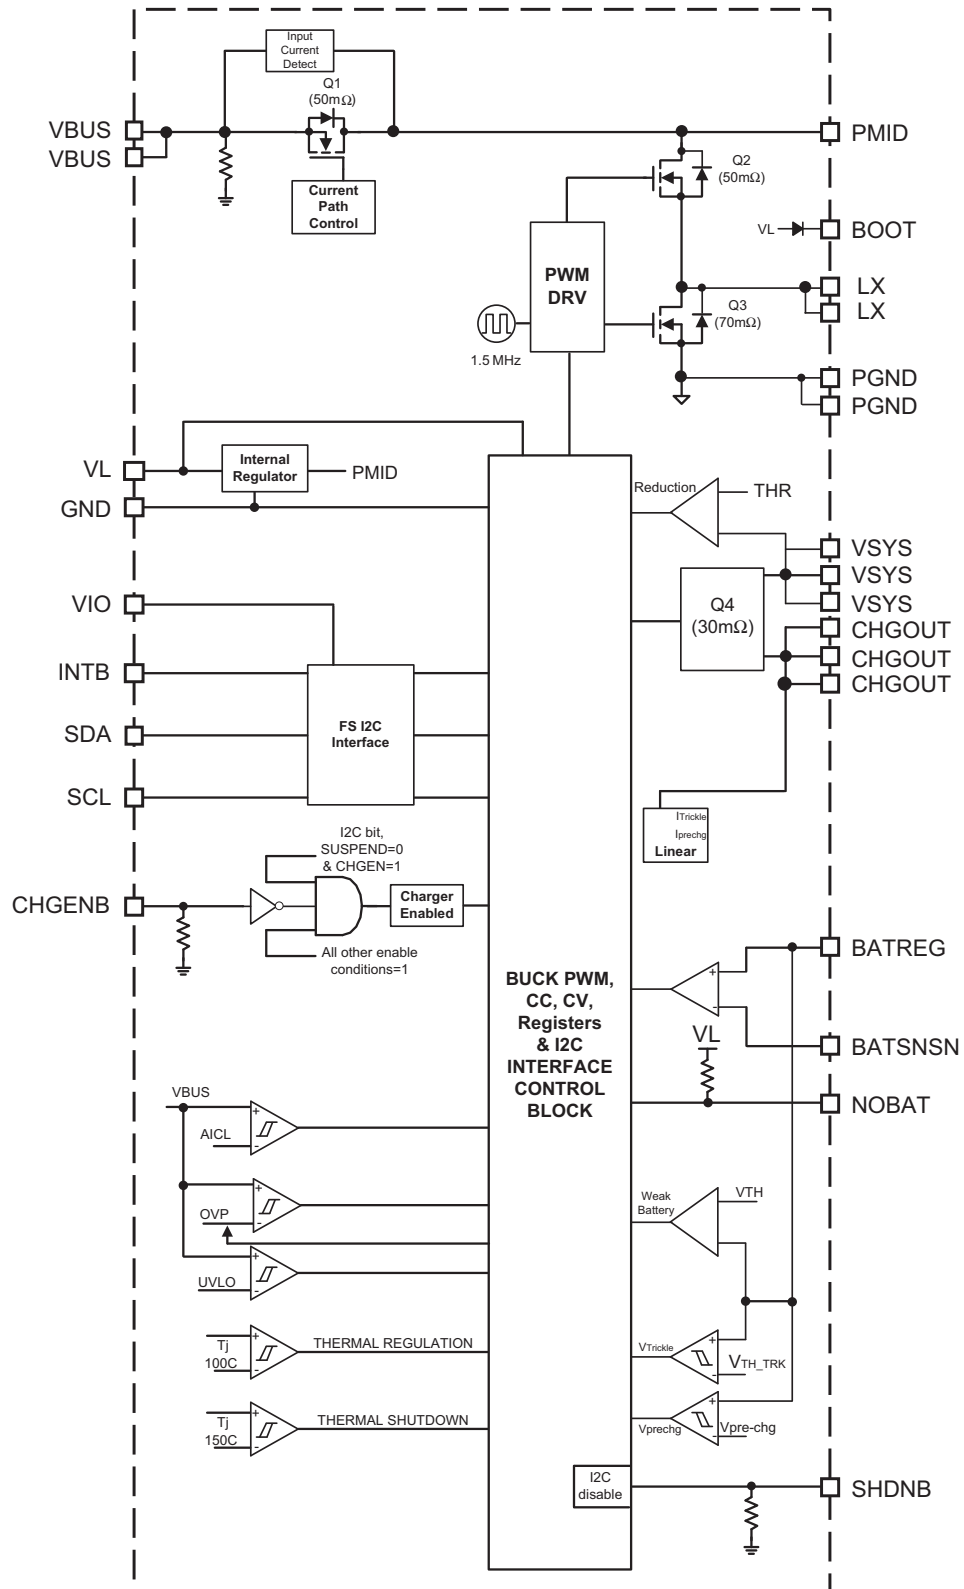 Input
Current
Detect
Q1
(50mΩ)
VBUS
VBUS
Current
Path
Control
PMID
Q2
(50mΩ)
VL
BOOT
PWM
DRV
LX
LX
Q3
(70mΩ)
1.5 MHz
PGND
PGND
VL
Internal
Regulator
PMID
GND
Reduction
THR
VSYS
VSYS
VSYS
Q4
(30mΩ)
CHGOUT
CHGOUT
CHGOUT
VIO
INTB
SDA
SCL
FS I2C
Interface
ITrickle
Iprechg
Linear
I2C bit,
SUSPEND=0
& CHGEN=1
CHGENB
Charger
Enabled
All other enable
conditions=1
BUCK PWM,
CC, CV,
Registers
& I2C
INTERFACE
CONTROL
BLOCK
+
-
BATREG
BATSNSN
VL
NOBAT
VBUS
+
AICL
-
+
OVP
-
+
UVLO
-
Weak
Battery
VTH
+
Tj
100C
-
THERMAL REGULATION
VTrickle
+
VTH_TRK
-
+
Tj
150C
-
THERMAL SHUTDOWN
Vprechg
+
Vpre-chg
-
I2C
disable
SHDNB